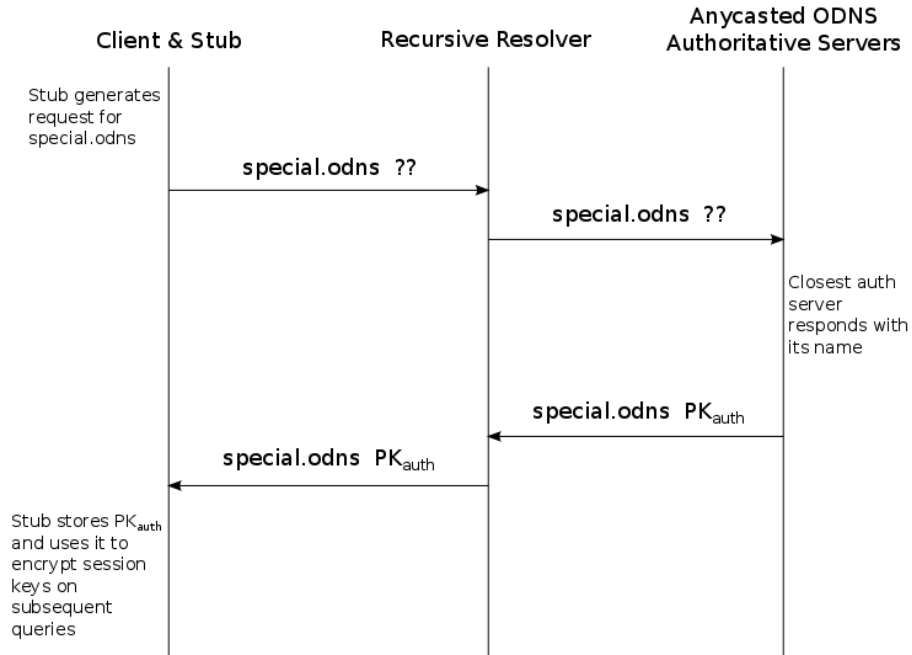 Client & Stub
Recursive Resolver
Anycasted ODNS
Authoritative Servers
Stub generates
request for
special.odns
special.odns ??
special.odns ??
Closest auth
server
responds with
its name
special.odns PKauth
special.odns PKauth
Stub stores PKauth
and uses it to
encrypt session
keys on
subsequent
queries